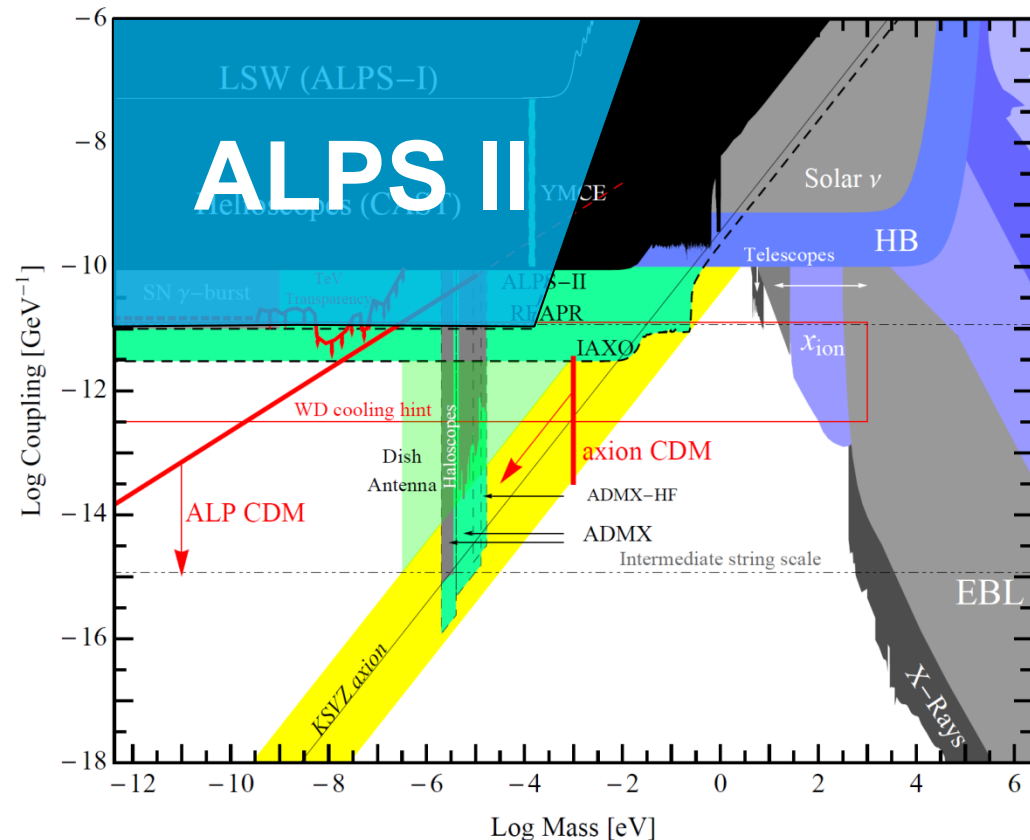 LSW (ALPS-I)
ALPS II
Helioscopes (CAST)
YMCE
Solar ν
HB
Telescopes
SN γ-burst
TeV
Transparency
ALPS-II
REAPR
IAXO
x ion
WD cooling hint
Haloscopes
Dish
Antenna
axion CDM
ADMX-HF
ALP CDM
ADMX
Intermediate string scale
EBL
KSVZ axion
X-Rays
Log Coupling [GeV⁻¹]
-6
-8
-10
-12
-14
-16
-18
-12
-10
-8
-6
-4
-2
0
2
4
6
Log Mass [eV]